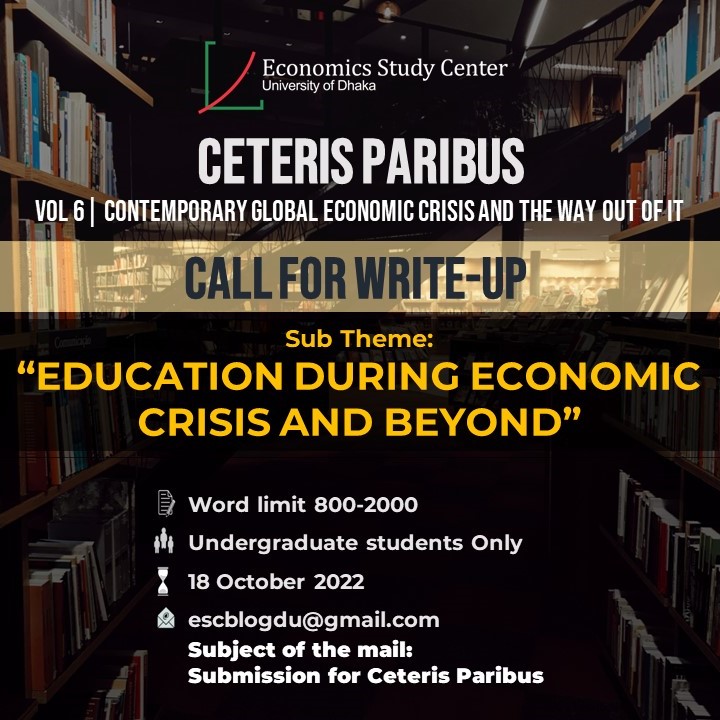 Economics Study Center
University of Dhaka
CETERIS PARIBUS
VOL 6| CONTEMPORARY GLOBAL ECONOMIC CRISIS AND THE WAY OUT OF IT
CALL FOR WRITE-UP
Sub Theme:
“EDUCATION DURING ECONOMIC
CRISIS AND BEYOND”
Word limit 800-2000
Undergraduate students Only
18 October 2022
escblogdu@gmail.com
Subject of the mail:
Submission for Ceteris Paribus